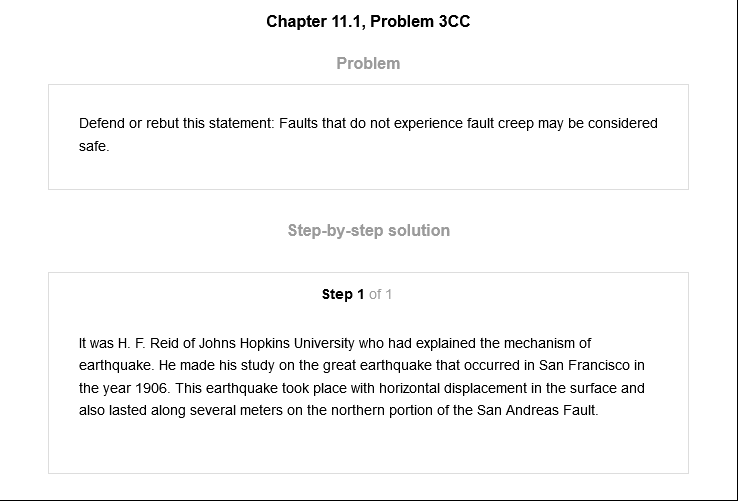 Chapter 11.1, Problem 3CC
Problem
Defend or rebut this statement: Faults that do not experience fault creep may be considered
safe.
Step-by-step solution
Step 1 of 1
It was H. F. Reid of Johns Hopkins University who had explained the mechanism of
earthquake. He made his study on the great earthquake that occurred in San Francisco in
the year 1906. This earthquake took place with horizontal displacement in the surface and
also lasted along several meters on the northern portion of the San Andreas Fault.